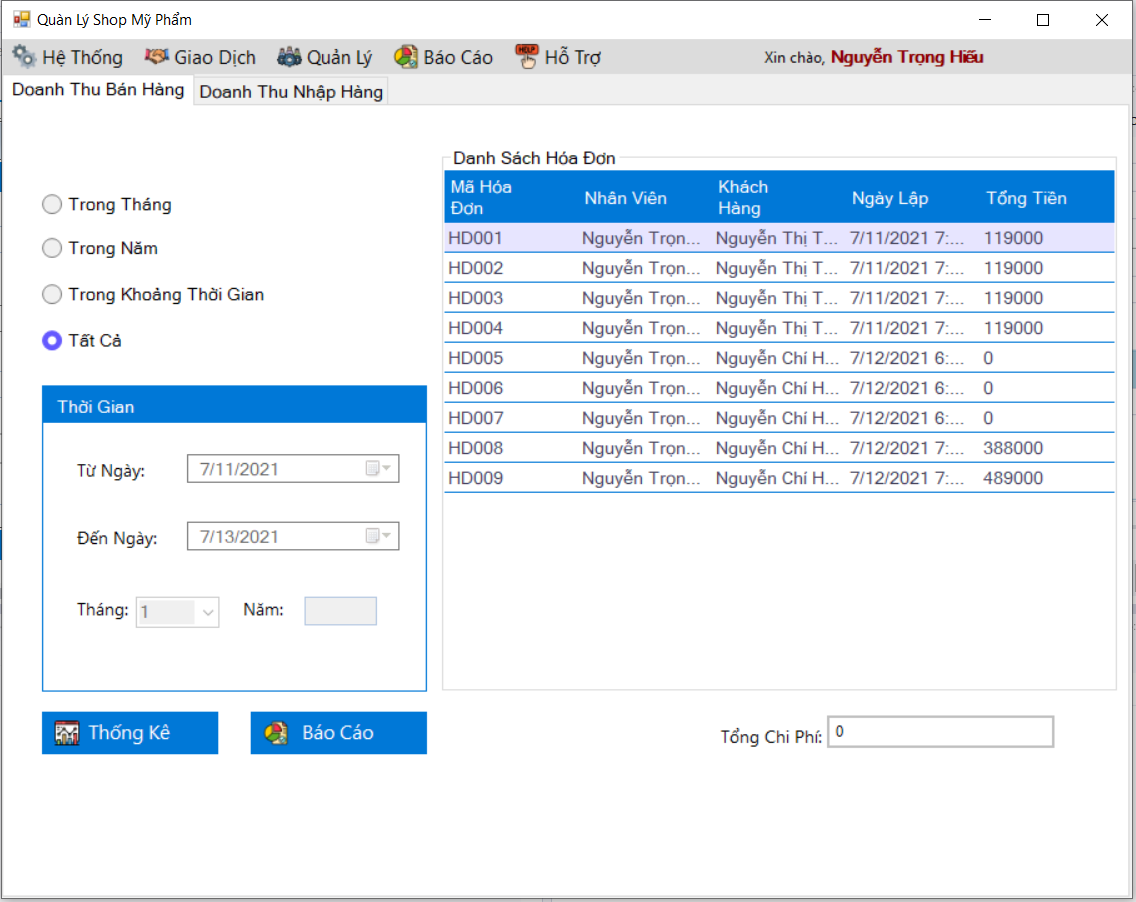 Quản Lý Shop Mỹ Phẩm
Hệ Thống Giao Dịch Quản Lý Báo Cáo HELP Hỗ Trợ Xin chào, Nguyễn Trọng Hiếu
Doanh Thu Bán Hàng Doanh Thu Nhập Hàng
Trong Tháng
Trong Năm
Trong Khoảng Thời Gian
Tất Cả
Thời Gian
Từ Ngày: 7/11/2021
Đến Ngày: 7/13/2021
Tháng: 1 Năm:
Thống Kê Báo Cáo
Danh Sách Hóa Đơn
Mã Hóa Đơn Nhân Viên Khách Hàng Ngày Lập Tổng Tiền
HD001 Nguyễn Trọn... Nguyễn Thị T... 7/11/2021 7:... 119000
HD002 Nguyễn Trọn... Nguyễn Thị T... 7/11/2021 7:... 119000
HD003 Nguyễn Trọn... Nguyễn Thị T... 7/11/2021 7:... 119000
HD004 Nguyễn Trọn... Nguyễn Thị T... 7/11/2021 7:... 119000
HD005 Nguyễn Trọn... Nguyễn Chí H... 7/12/2021 6:... 0
HD006 Nguyễn Trọn... Nguyễn Chí H... 7/12/2021 6:... 0
HD007 Nguyễn Trọn... Nguyễn Chí H... 7/12/2021 6:... 0
HD008 Nguyễn Trọn... Nguyễn Chí H... 7/12/2021 7:... 388000
HD009 Nguyễn Trọn... Nguyễn Chí H... 7/12/2021 7:... 489000
Tổng Chi Phí: 0